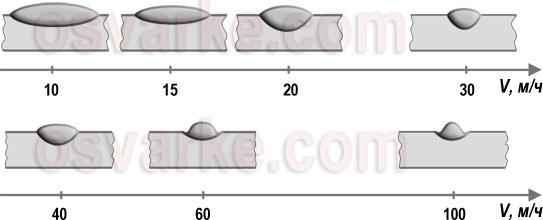 osvarke.com
10 15 20 30 V, м/ч
osvarke.com
40 60 100 V, м/ч